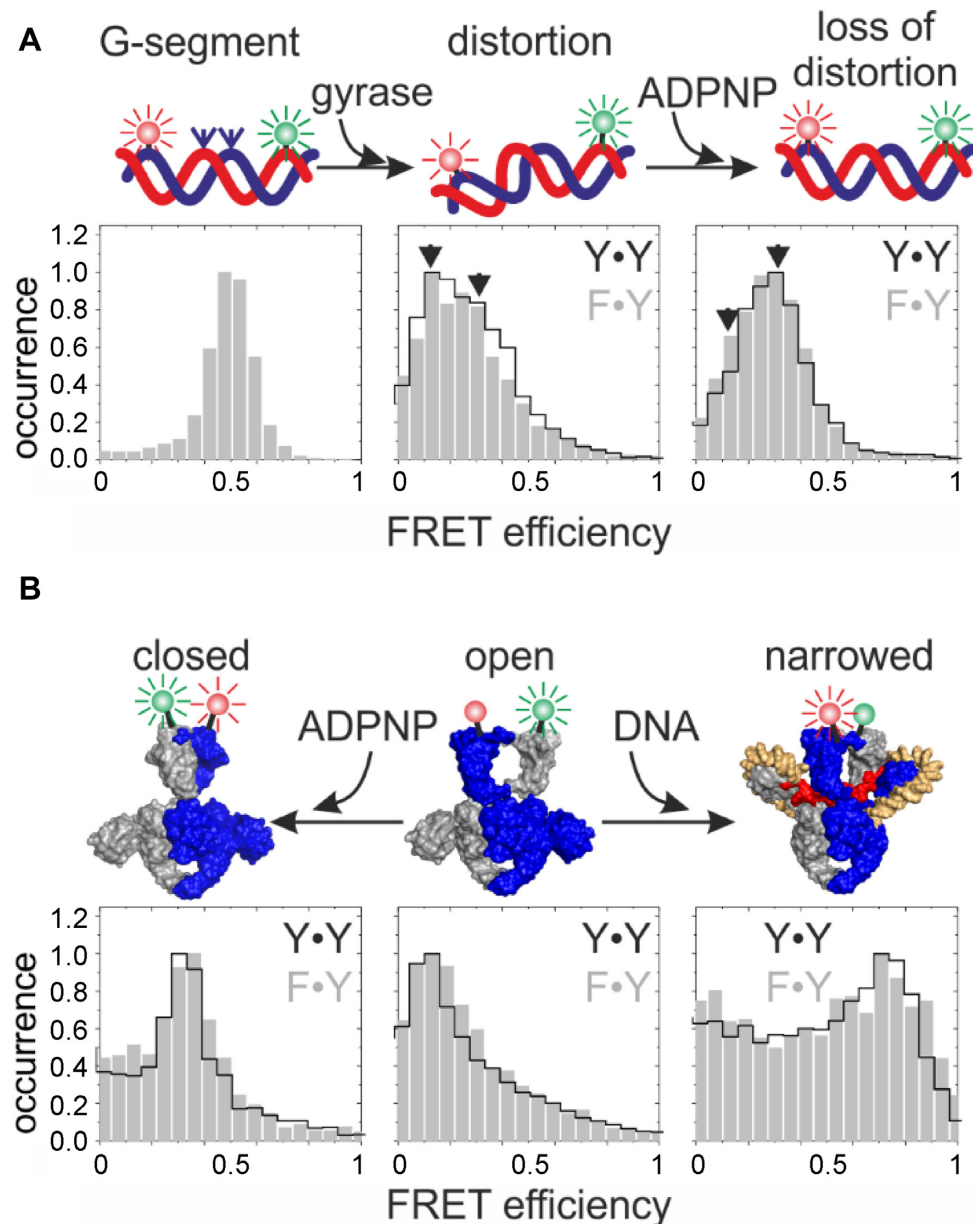 A
G-segment
distortion
loss of
distortion
gyrase
ADPNP
occurrence
1.2
1.0
0.8
0.6
0.4
0.2
0.0
0
0.5
1
Y•Y
F•Y
0
0.5
1
Y•Y
F•Y
0
0.5
1
FRET efficiency
B
closed
open
narrowed
ADPNP
DNA
occurrence
1.2
1.0
0.8
0.6
0.4
0.2
0.0
Y•Y
F•Y
0
0.5
1
Y•Y
F•Y
0
0.5
1
Y•Y
F•Y
0
0.5
1
FRET efficiency